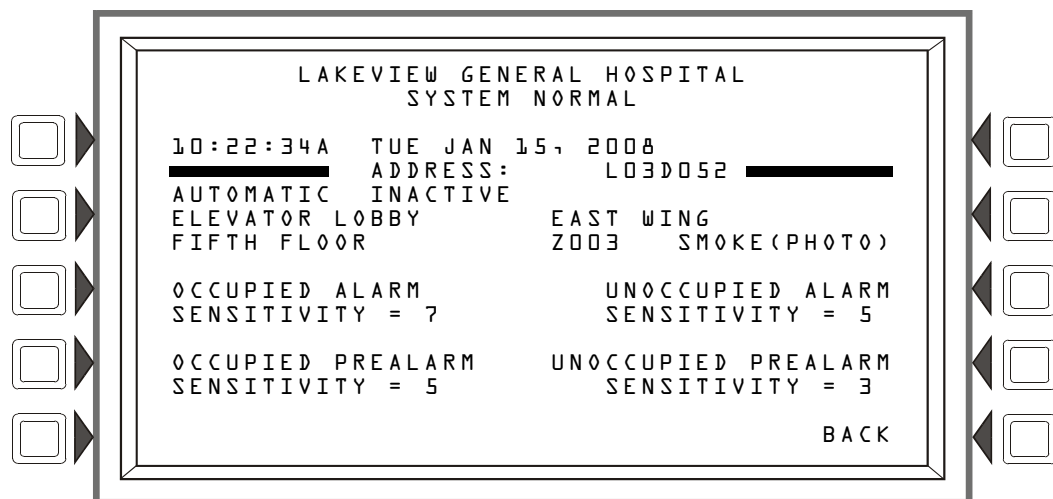 LAKEVIEW GENERAL HOSPITAL
SYSTEM NORMAL
10:22:34A TUE JAN 15, 2008
ADDRESS: L03D052
AUTOMATIC INACTIVE
ELEVATOR LOBBY EAST WING
FIFTH FLOOR Z003 SMOKE(PHOTO)
OCCUPIED ALARM UNOCCUPIED ALARM
SENSITIVITY = 7 SENSITIVITY = 5
OCCUPIED PREALARM UNOCCUPIED PREALARM
SENSITIVITY = 5 SENSITIVITY = 3
BACK